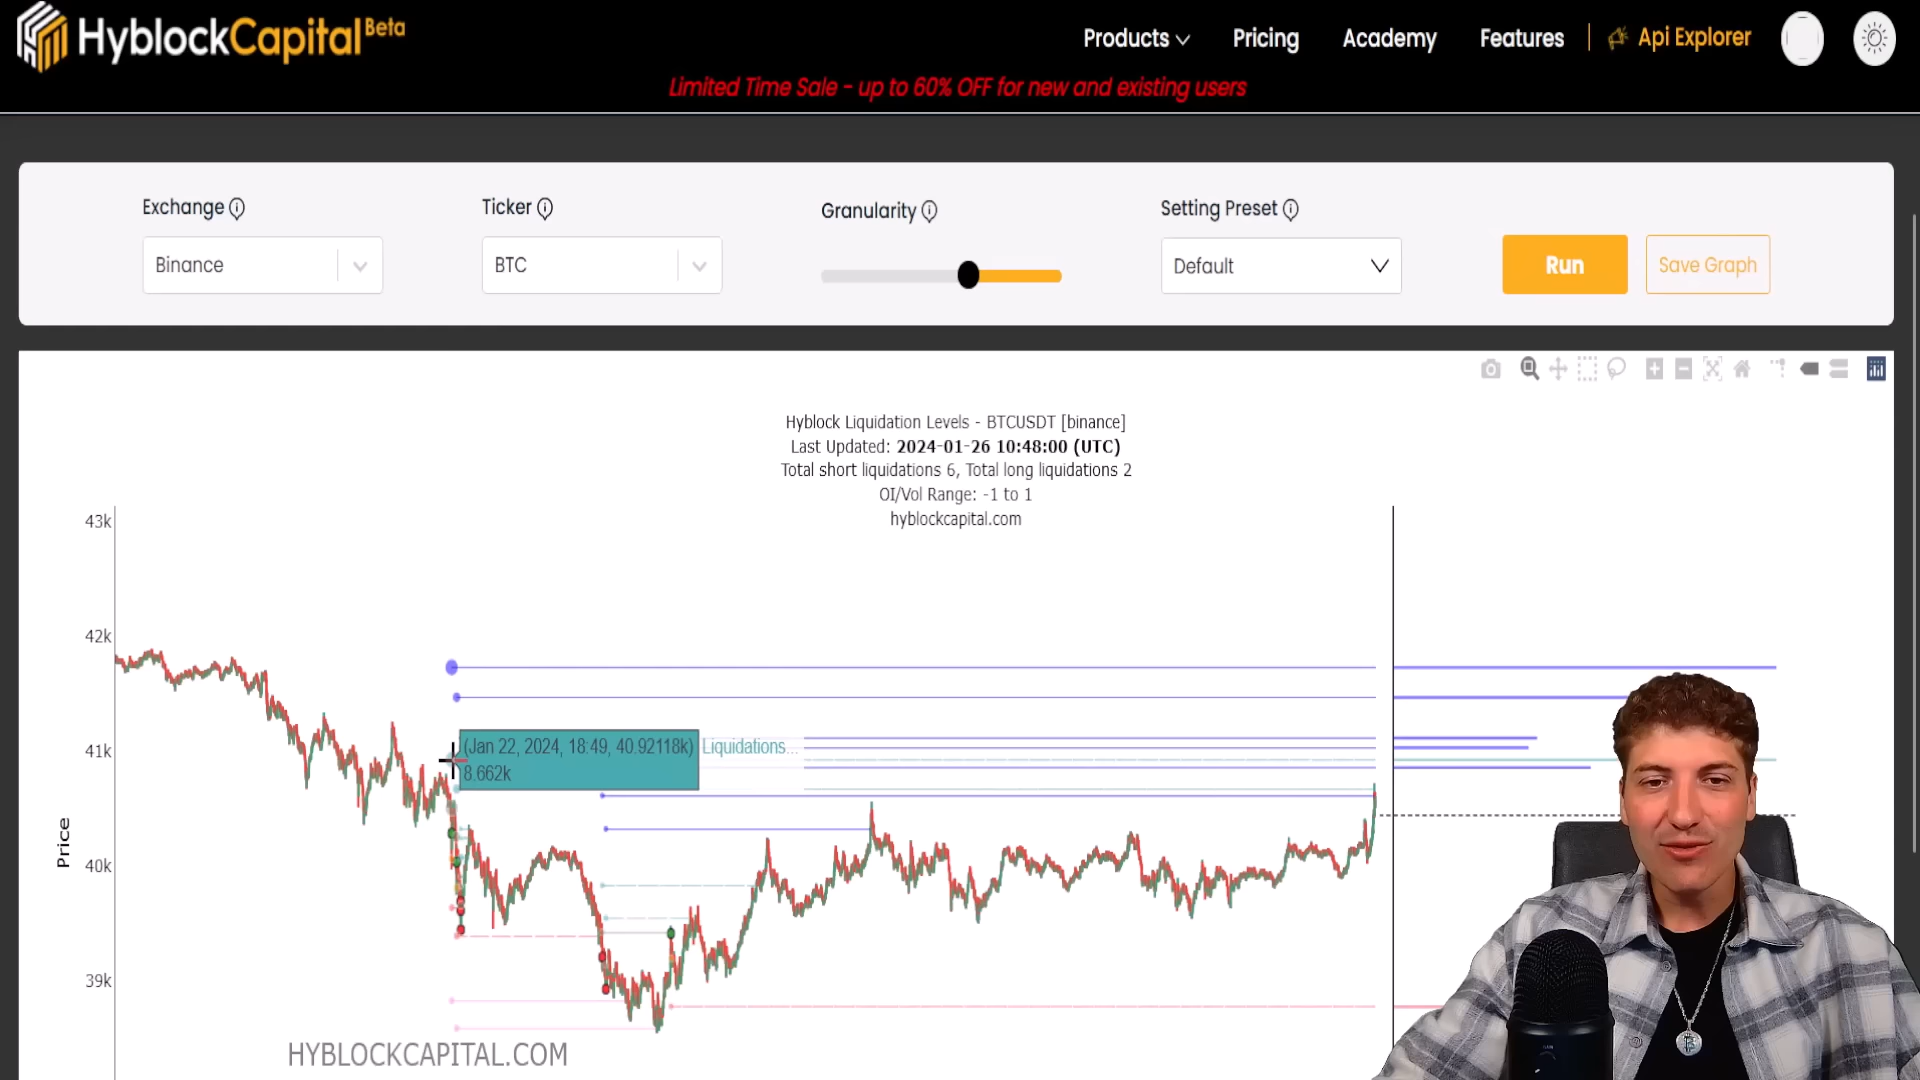 HyblockCapital Beta
Products
Pricing
Academy
Features
Api Explorer
Limited Time Sale - up to 60% OFF for new and existing users
Exchange
Ticker
Granularity
Setting Preset
Binance
BTC
Default
Run
Save Graph
Hyblock Liquidation Levels - BTCUSDT [binance]
Last Updated: 2024-01-26 10:48:00 (UTC)
Total short liquidations 6, Total long liquidations 2
OI/Vol Range: -1 to 1
hyblockcapital.com
43k
42k
41k
40k
39k
Price
(Jan 22, 2024, 18:49, 40.92118k)
8.662k
Liquidations...
HYBLOCKCAPITAL.COM